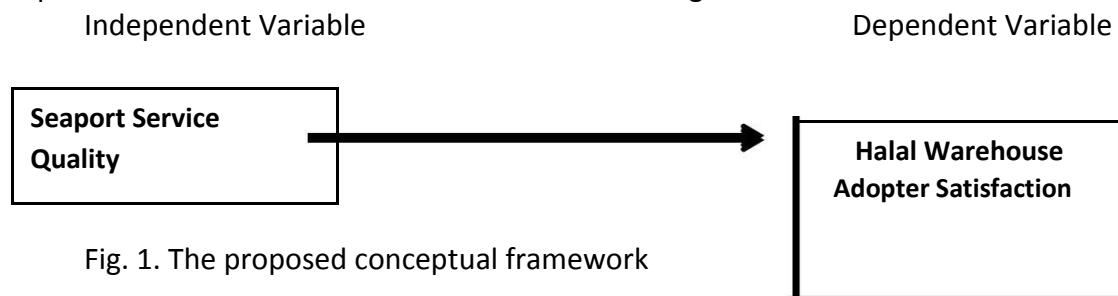 Independent Variable
Dependent Variable
Seaport Service
Quality
Halal Warehouse
Adopter Satisfaction
Fig. 1. The proposed conceptual framework